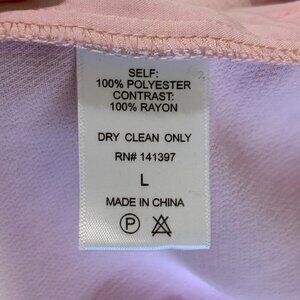 SELF:
100% POLYESTER
CONTRAST:
100% RAYON
DRY CLEAN ONLY
RN# 141397
L
MADE IN CHINA
P